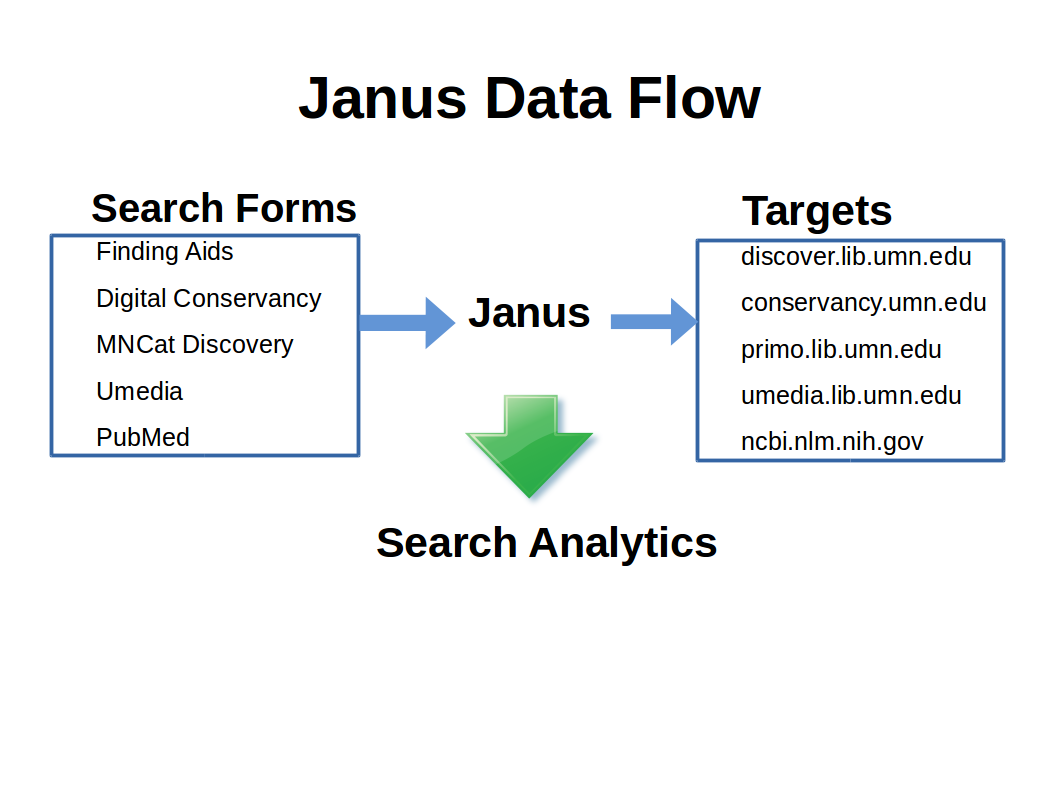 Janus Data Flow
Search Forms
Finding Aids
Digital Conservancy
MNCat Discovery
Umedia
PubMed
Janus
Search Analytics
Targets
discover.lib.umn.edu
conservancy.umn.edu
primo.lib.umn.edu
umedia.lib.umn.edu
ncbi.nlm.nih.gov